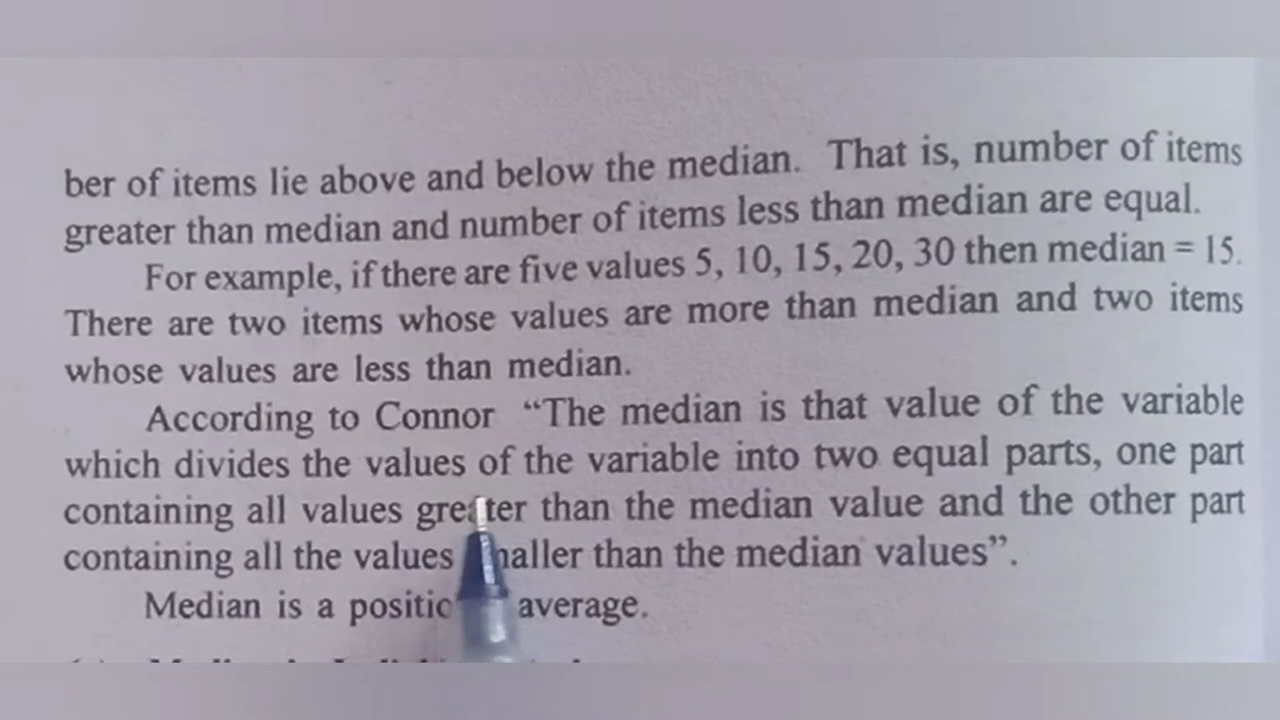 ber of items lie above and below the median. That is, number of items
greater than median and number of items less than median are equal.
For example, if there are five values 5, 10, 15, 20, 30 then median = 15.
There are two items whose values are more than median and two items
whose values are less than median.
According to Connor “The median is that value of the variable
which divides the values of the variable into two equal parts, one part
containing all values greater than the median value and the other part
containing all the values than the median values”.
Median is a average.